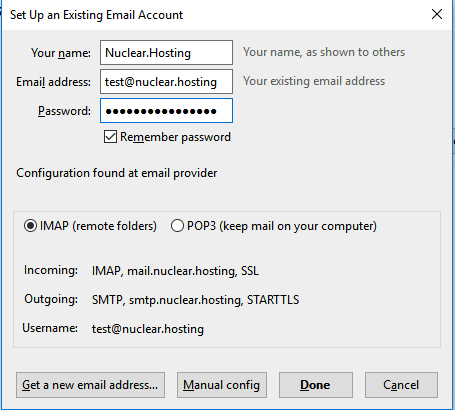 Set Up an Existing Email Account
Your name: Nuclear.Hosting Your name, as shown to others
Email address: test@nuclear.hosting Your existing email address
Password: ●●●●●●●●●●●●●●●●
Remember password
Configuration found at email provider
IMAP (remote folders) POP3 (keep mail on your computer)
Incoming: IMAP, mail.nuclear.hosting, SSL
Outgoing: SMTP, smtp.nuclear.hosting, STARTTLS
Username: test@nuclear.hosting
Get a new email address... Manual config Done Cancel